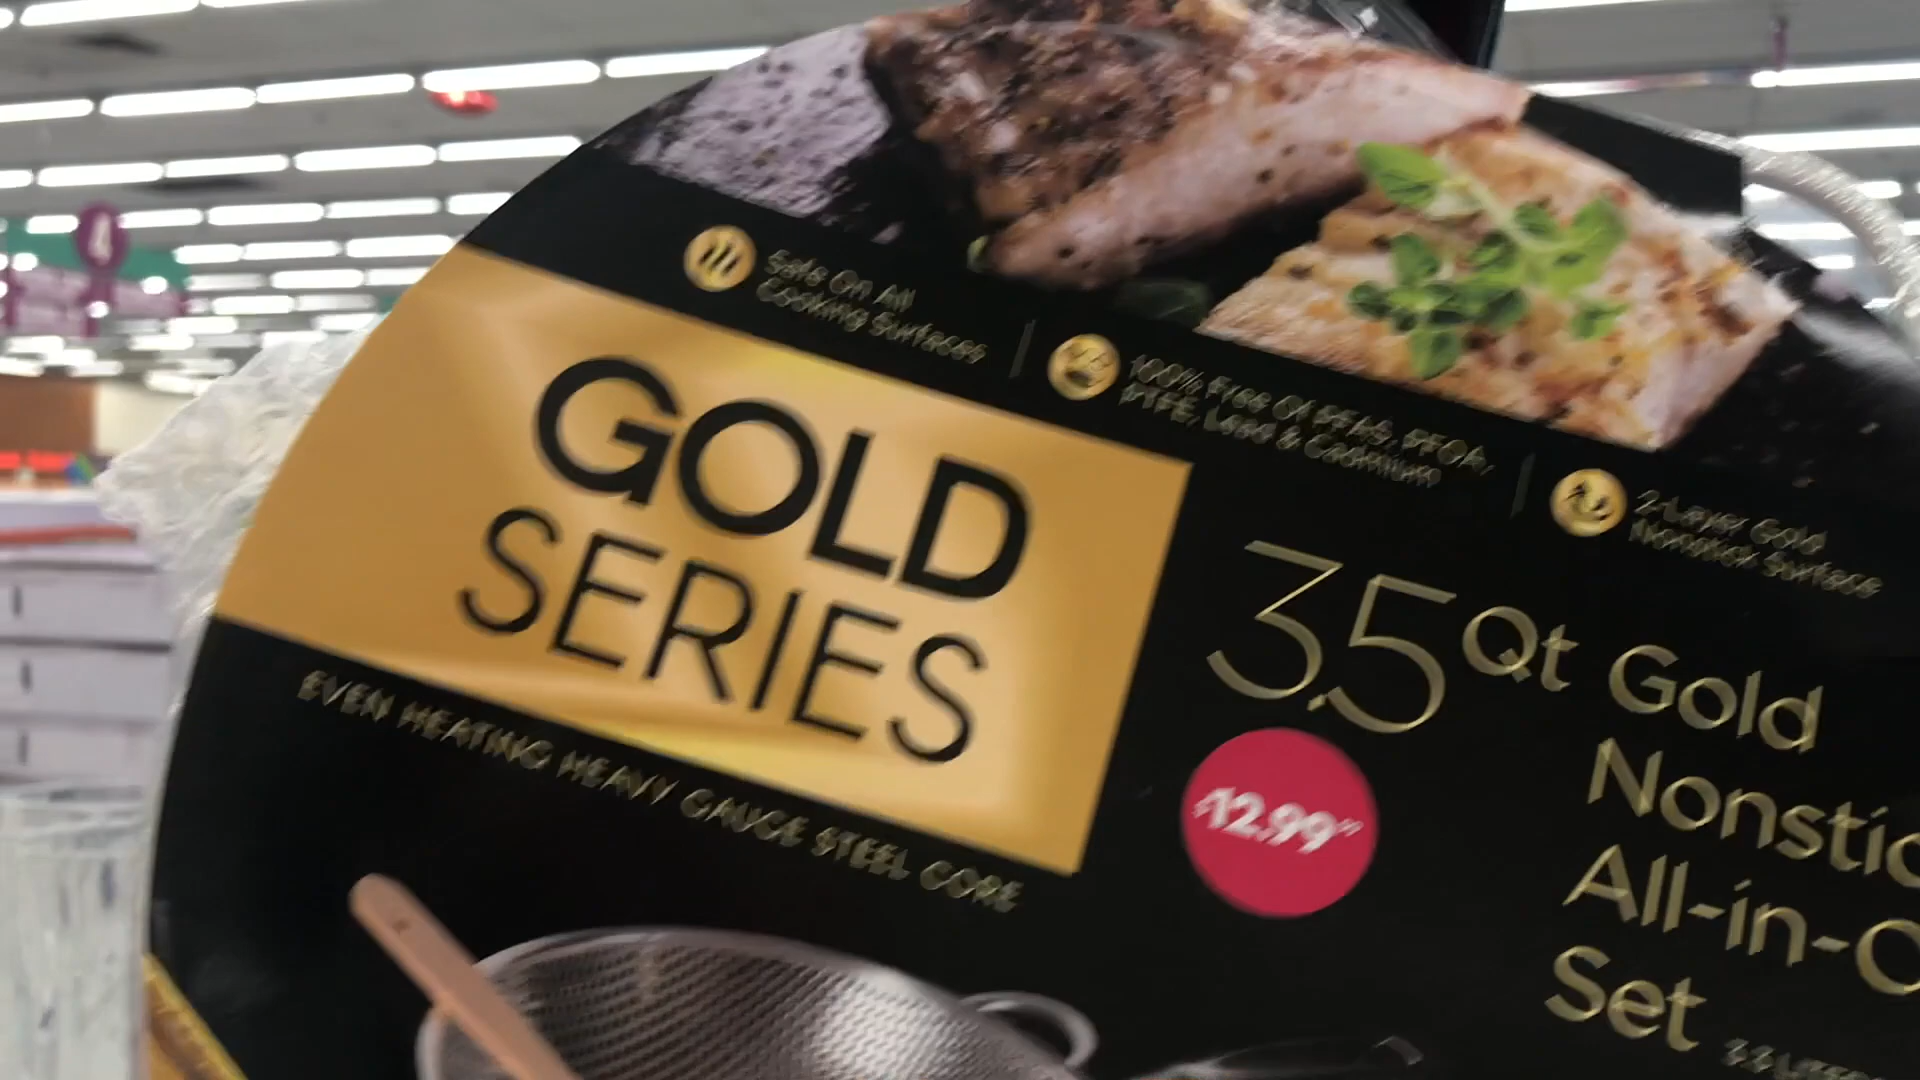 Safe On All
Cooking Surfaces
100% Free Of PFAS, PFOA,
PTFE, Lead & Cadmium
2-Layer Gold
Nonstick Surface
GOLD
SERIES
EVEN HEATING HEAVY GAUGE STEEL CORE
3.5 Qt Gold
Nonstic
All-in-O
Set
$12.99
4